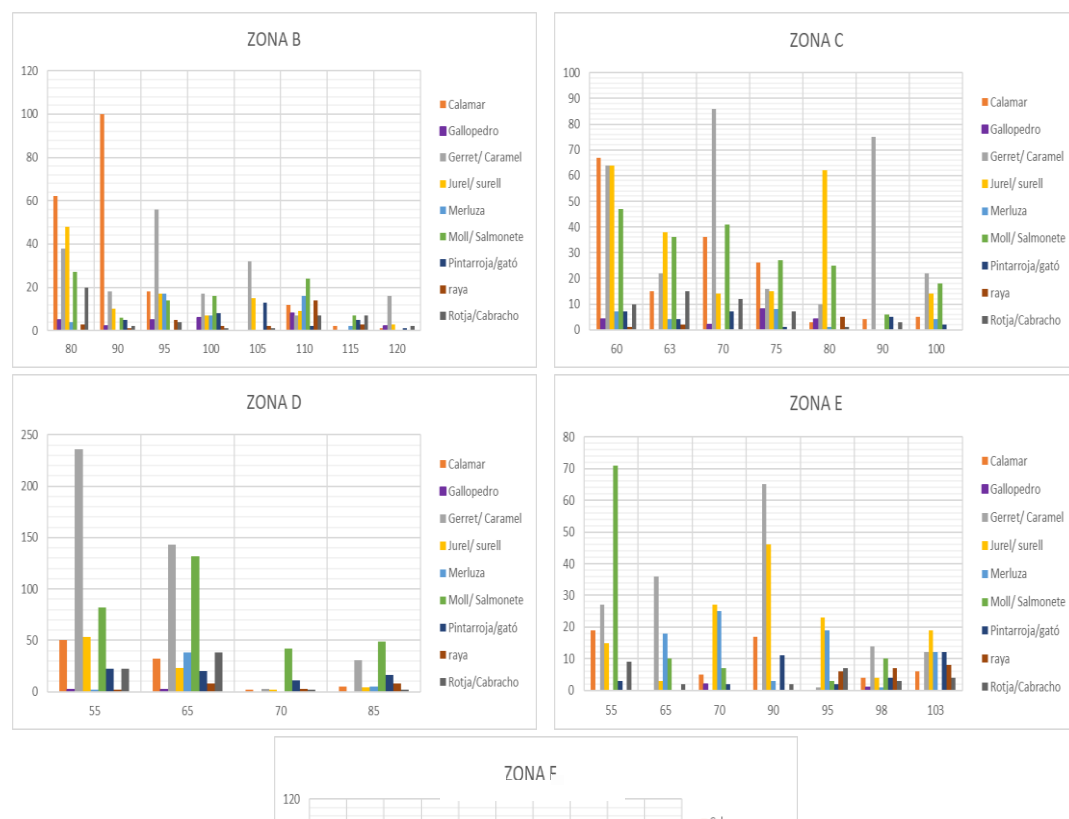 ZONA B
120
100
80
60
40
20
0
80 90 95 100 105 110 115 120
Calamar
Gallopedro
Gerret/ Caramel
Jurel/ surell
Merluza
Moll/ Salmonete
Pintarroja/gató
raya
Rotja/Cabracho
ZONA C
100
90
80
70
60
50
40
30
20
10
0
60 63 70 75 80 90 100
Calamar
Gallopedro
Gerret/ Caramel
Jurel/ surell
Merluza
Moll/ Salmonete
Pintarroja/gató
raya
Rotja/Cabracho
ZONA D
250
200
150
100
50
0
55 65 70 85
Calamar
Gallopedro
Gerret/ Caramel
Jurel/ surell
Merluza
Moll/ Salmonete
Pintarroja/gató
raya
Rotja/Cabracho
ZONA E
80
70
60
50
40
30
20
10
0
55 65 70 90 95 98 103
Calamar
Gallopedro
Gerret/ Caramel
Jurel/ surell
Merluza
Moll/ Salmonete
Pintarroja/gató
raya
Rotja/Cabracho
ZONA
120